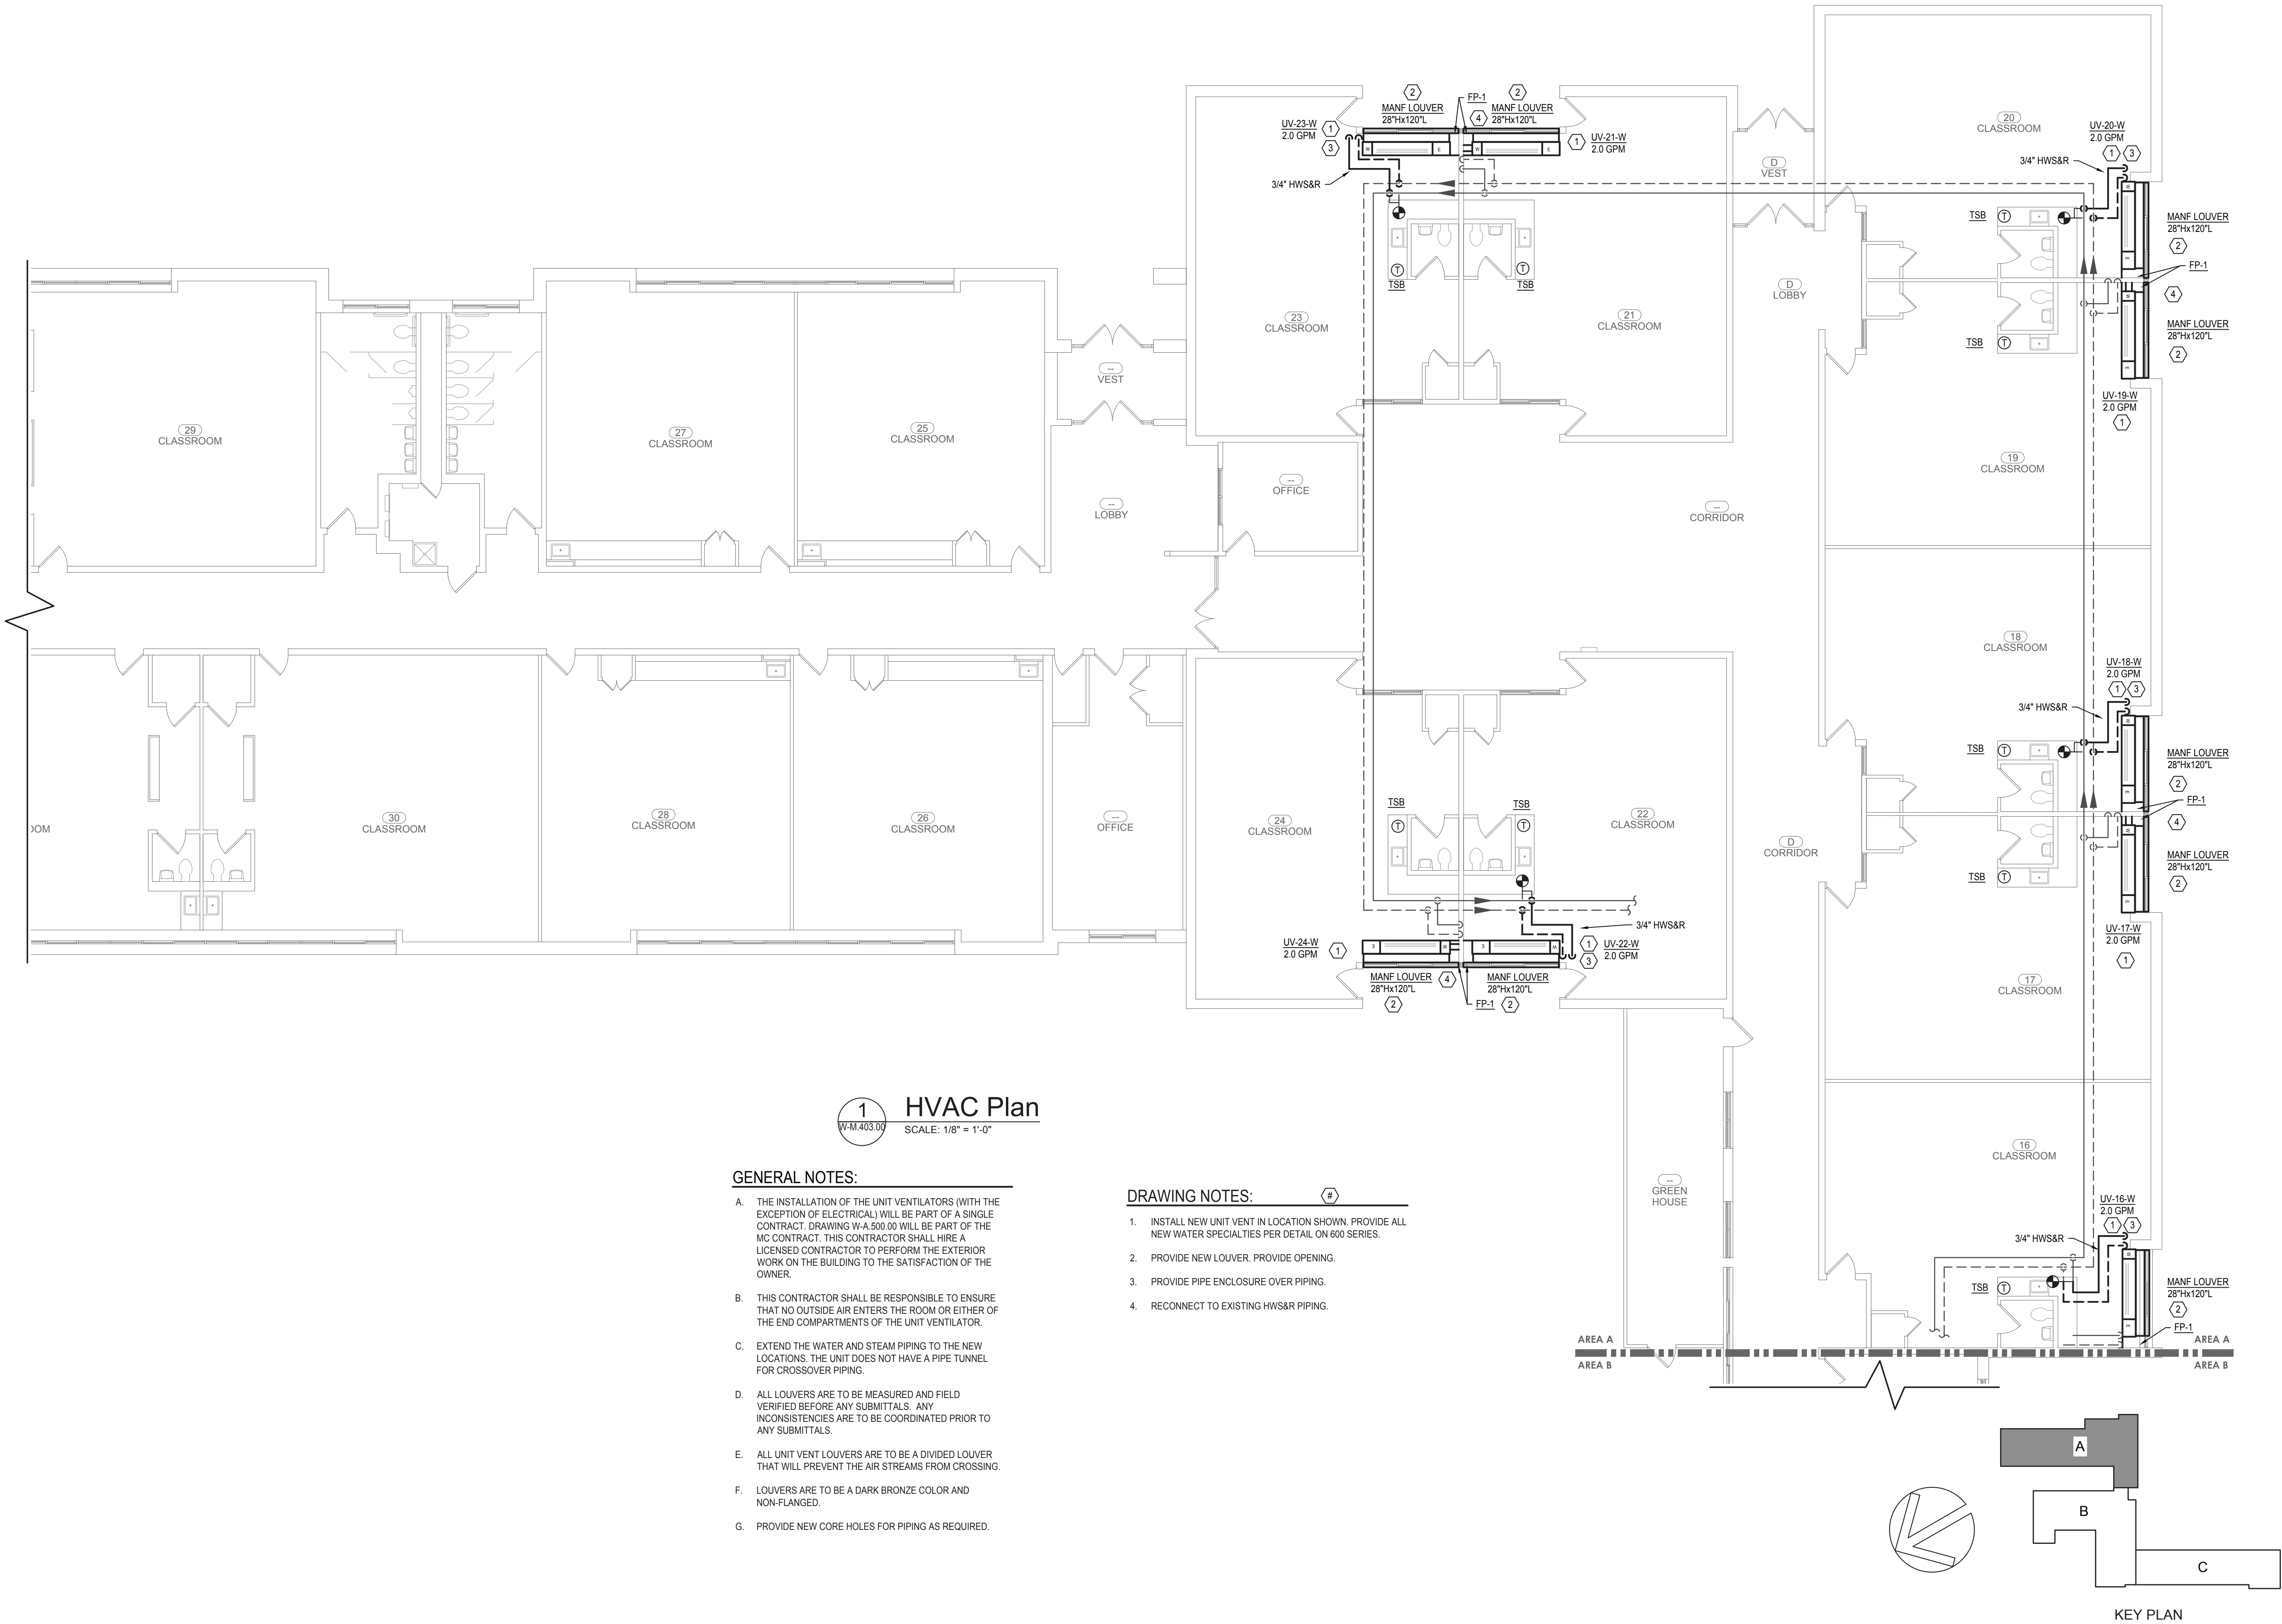 2
MANF LOUVER
28"Hx120"L
FP-1
4
2
MANF LOUVER
28"Hx120"L
UV-23-W
2.0 GPM
1
3
3/4" HWS&R
W
E
W
E
1
UV-21-W
2.0 GPM
T
TSB
T
TSB
23
CLASSROOM
21
CLASSROOM
D
VEST
D
LOBBY
20
CLASSROOM
UV-20-W
2.0 GPM
1
3
3/4" HWS&R
TSB
T
W
E
MANF LOUVER
28"Hx120"L
2
FP-1
4
W
E
MANF LOUVER
28"Hx120"L
2
TSB
T
UV-19-W
2.0 GPM
1
19
CLASSROOM
29
CLASSROOM
27
CLASSROOM
25
CLASSROOM
--
VEST
--
LOBBY
--
OFFICE
--
CORRIDOR
18
CLASSROOM
UV-18-W
2.0 GPM
1
3
3/4" HWS&R
TSB
T
W
E
MANF LOUVER
28"Hx120"L
2
FP-1
4
W
E
MANF LOUVER
28"Hx120"L
2
TSB
T
UV-17-W
2.0 GPM
1
17
CLASSROOM
OOM
30
CLASSROOM
28
CLASSROOM
26
CLASSROOM
--
OFFICE
24
CLASSROOM
TSB
T
TSB
T
22
CLASSROOM
D
CORRIDOR
3/4" HWS&R
UV-24-W
2.0 GPM
1
E
W
E
W
1
3
UV-22-W
2.0 GPM
MANF LOUVER
28"Hx120"L
2
4
FP-1
MANF LOUVER
28"Hx120"L
2
--
GREEN
HOUSE
16
CLASSROOM
UV-16-W
2.0 GPM
1
3
3/4" HWS&R
TSB
T
W
E
MANF LOUVER
28"Hx120"L
2
FP-1
AREA A
AREA B
AREA A
AREA B
1
W-M.403.00
HVAC Plan
SCALE: 1/8" = 1'-0"
GENERAL NOTES:
A. THE INSTALLATION OF THE UNIT VENTILATORS (WITH THE
EXCEPTION OF ELECTRICAL) WILL BE PART OF A SINGLE
CONTRACT. DRAWING W-A.500.00 WILL BE PART OF THE
MC CONTRACT. THIS CONTRACTOR SHALL HIRE A
LICENSED CONTRACTOR TO PERFORM THE EXTERIOR
WORK ON THE BUILDING TO THE SATISFACTION OF THE
OWNER.
B. THIS CONTRACTOR SHALL BE RESPONSIBLE TO ENSURE
THAT NO OUTSIDE AIR ENTERS THE ROOM OR EITHER OF
THE END COMPARTMENTS OF THE UNIT VENTILATOR.
C. EXTEND THE WATER AND STEAM PIPING TO THE NEW
LOCATIONS. THE UNIT DOES NOT HAVE A PIPE TUNNEL
FOR CROSSOVER PIPING.
D. ALL LOUVERS ARE TO BE MEASURED AND FIELD
VERIFIED BEFORE ANY SUBMITTALS. ANY
INCONSISTENCIES ARE TO BE COORDINATED PRIOR TO
ANY SUBMITTALS.
E. ALL UNIT VENT LOUVERS ARE TO BE A DIVIDED LOUVER
THAT WILL PREVENT THE AIR STREAMS FROM CROSSING.
F. LOUVERS ARE TO BE A DARK BRONZE COLOR AND
NON-FLANGED.
G. PROVIDE NEW CORE HOLES FOR PIPING AS REQUIRED.
DRAWING NOTES: #
1. INSTALL NEW UNIT VENT IN LOCATION SHOWN. PROVIDE ALL
NEW WATER SPECIALTIES PER DETAIL ON 600 SERIES.
2. PROVIDE NEW LOUVER. PROVIDE OPENING.
3. PROVIDE PIPE ENCLOSURE OVER PIPING.
4. RECONNECT TO EXISTING HWS&R PIPING.
A
B
C
KEY PLAN